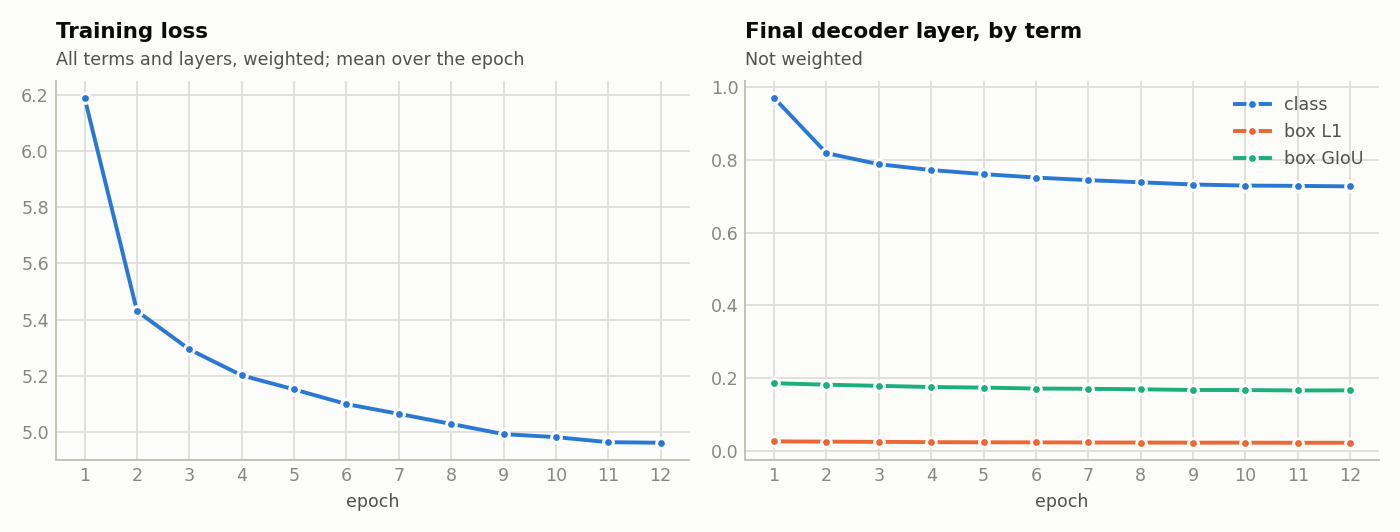 Training loss
All terms and layers, weighted; mean over the epoch
6.2
6.0
5.8
5.6
5.4
5.2
5.0
1 2 3 4 5 6 7 8 9 10 11 12
epoch
Final decoder layer, by term
Not weighted
1.0
0.8
0.6
0.4
0.2
0.0
class
box L1
box GIoU
1 2 3 4 5 6 7 8 9 10 11 12
epoch